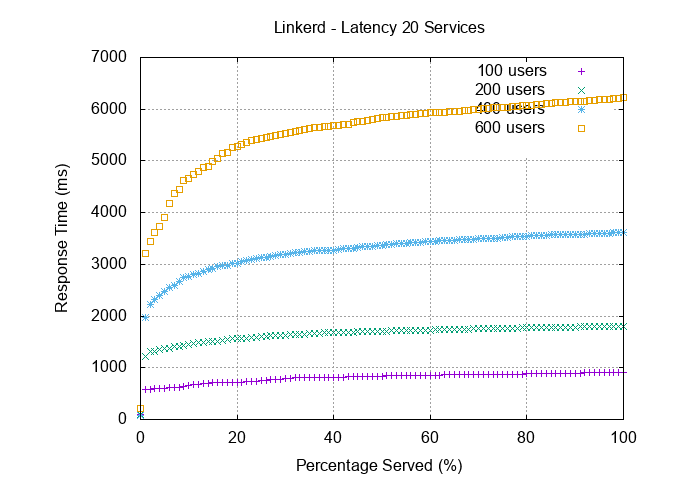 Linkerd - Latency 20 Services
7000
6000
5000
4000
3000
2000
1000
0
Response Time (ms)
100 users
200 users
400 users
600 users
0 20 40 60 80 100
Percentage Served (%)